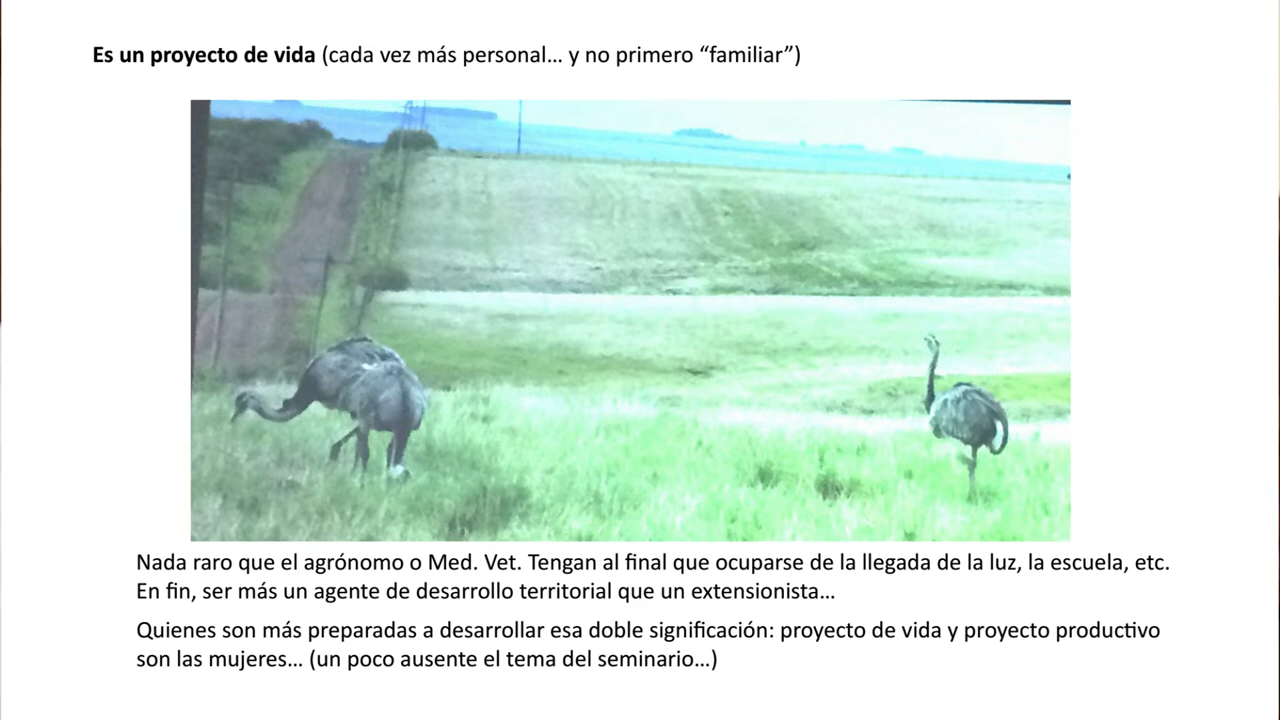 Es un proyecto de vida (cada vez más personal… y no primero “familiar”)
Nada raro que el agrónomo o Med. Vet. Tengan al final que ocuparse de la llegada de la luz, la escuela, etc.
En fin, ser más un agente de desarrollo territorial que un extensionista…
Quienes son más preparadas a desarrollar esa doble significación: proyecto de vida y proyecto productivo
son las mujeres… (un poco ausente el tema del seminario…)